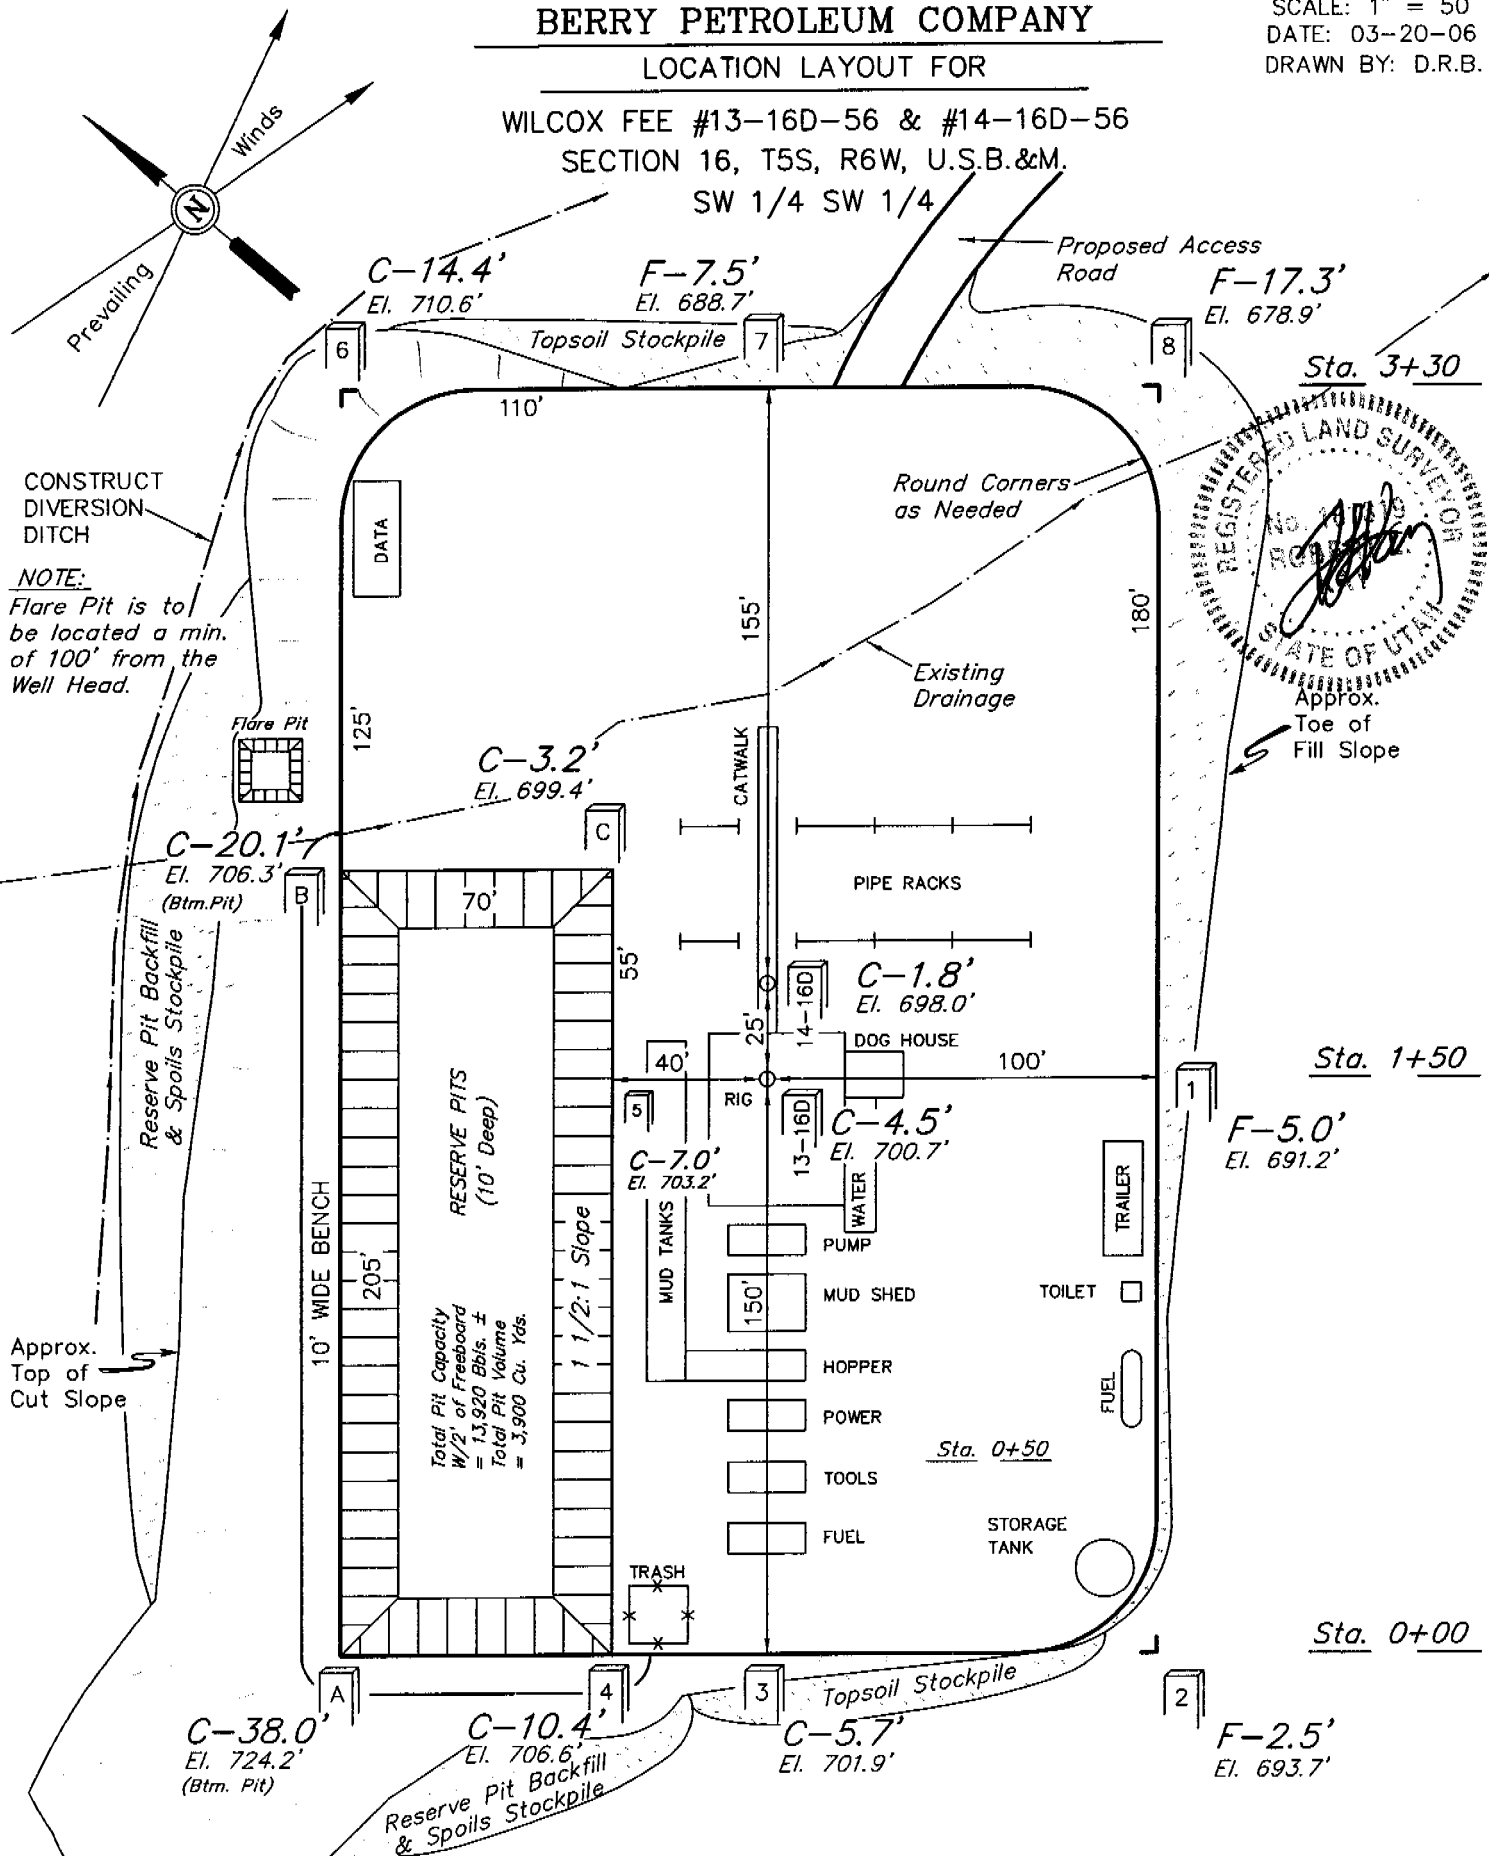 BERRY PETROLEUM COMPANY
LOCATION LAYOUT FOR
WILCOX FEE #13-16D-56 & #14-16D-56
SECTION 16, T5S, R6W, U.S.B.&M.
SW 1/4 SW 1/4
SCALE: 1" = 50
DATE: 03-20-06
DRAWN BY: D.R.B.
Winds
N
Prevailing
C-14.4'
El. 710.6'
F-7.5'
El. 688.7'
Proposed Access
Road
F-17.3'
El. 678.9'
6
Topsoil Stockpile
7
8
Sta. 3+30
110'
CONSTRUCT
DIVERSION
DITCH
DATA
Round Corners
as Needed
REGISTERED LAND SURVEYOR
No.
STATE OF UTAH
NOTE:
Flare Pit is to
be located a min.
of 100' from the
Well Head.
155'
180'
Existing
Drainage
Approx.
Toe of
Fill Slope
Flare Pit
125'
C-3.2'
El. 699.4'
CATWALK
C
C-20.1'
El. 706.3'
(Btm.Pit)
B
70'
PIPE RACKS
Reserve Pit Backfill
& Spoils Stockpile
55'
C-1.8'
El. 698.0'
14-16D
25'
DOG HOUSE
40'
100'
Sta. 1+50
RIG
5
1
13-16D
C-4.5'
El. 700.7'
F-5.0'
El. 691.2'
C-7.0'
El. 703.2'
RESERVE PITS
(10' Deep)
10' WIDE BENCH
205'
1 1/2:1 Slope
MUD TANKS
WATER
TRAILER
PUMP
150'
MUD SHED
TOILET
Total Pit Capacity
W/2' of Freeboard
= 13,920 Bbls. ±
Total Pit Volume
= 3,900 Cu. Yds.
Approx.
Top of
Cut Slope
HOPPER
FUEL
POWER
Sta. 0+50
TOOLS
FUEL
STORAGE
TANK
TRASH
Sta. 0+00
A
4
3
Topsoil Stockpile
2
C-38.0'
El. 724.2'
(Btm. Pit)
C-10.4'
El. 706.6'
C-5.7'
El. 701.9'
F-2.5'
El. 693.7'
Reserve Pit Backfill
& Spoils Stockpile